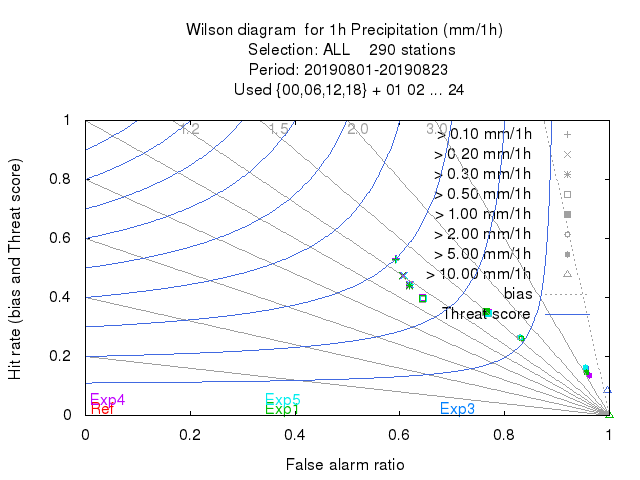 Wilson diagram  for 1h Precipitation (mm/1h)
Selection: ALL    290 stations
Period: 20190801-20190823
Used {00,06,12,18} + 01 02 ... 24
Hit rate (bias and Threat score)
1
0.8
0.6
0.4
0.2
0
1.2 1.5 2.0 3.0
> 0.10 mm/1h
> 0.20 mm/1h
> 0.30 mm/1h
> 0.50 mm/1h
> 1.00 mm/1h
> 2.00 mm/1h
> 5.00 mm/1h
> 10.00 mm/1h
bias
Threat score
Exp4 Exp5
Ref Exp1 Exp3
0 0.2 0.4 0.6 0.8 1
False alarm ratio